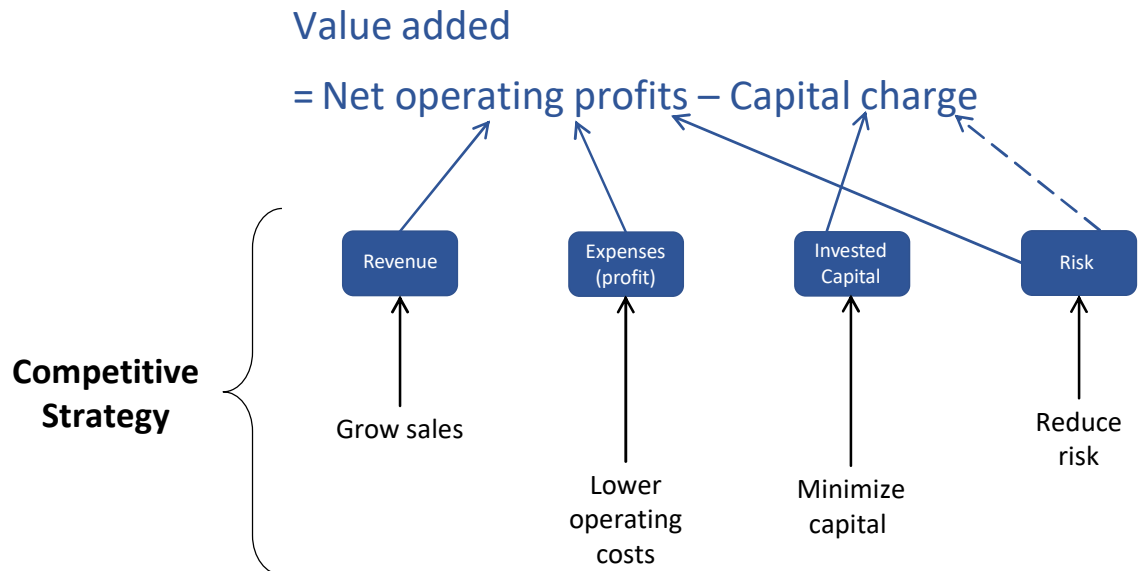 Value added
= Net operating profits – Capital charge
Revenue
Expenses
(profit)
Invested
Capital
Risk
Competitive
Strategy
Grow sales
Lower
operating
costs
Minimize
capital
Reduce
risk